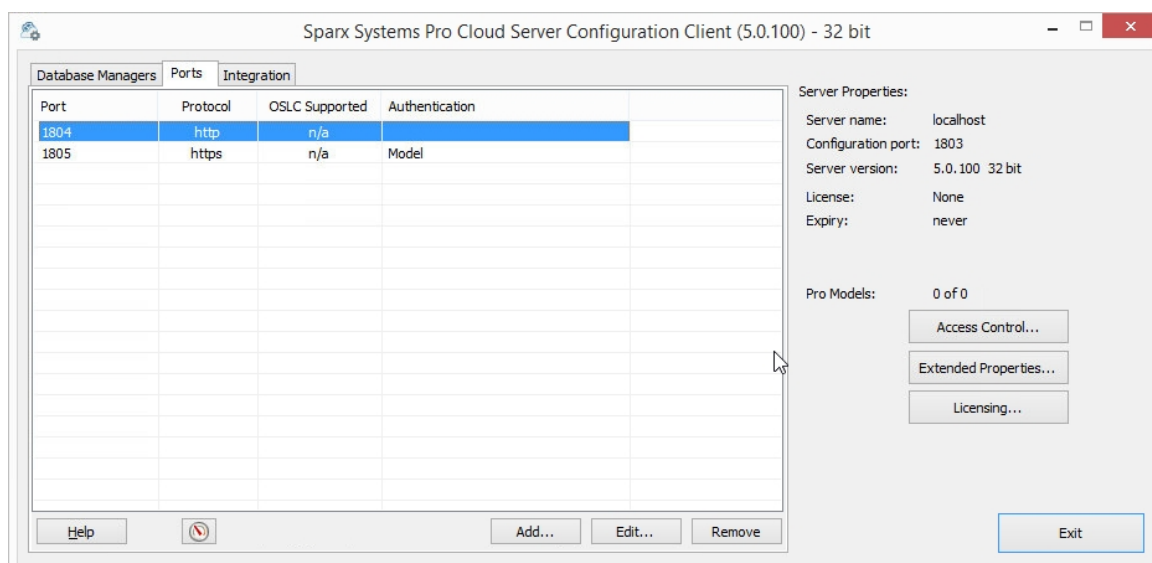 Sparx Systems Pro Cloud Server Configuration Client (5.0.100) - 32 bit
Database Managers Ports Integration
Port Protocol OSLC Supported Authentication
1804 http n/a
1805 https n/a Model
Help
Add... Edit... Remove
Server Properties:
Server name: localhost
Configuration port: 1803
Server version: 5.0.100 32 bit
License: None
Expiry: never
Pro Models: 0 of 0
Access Control...
Extended Properties...
Licensing...
Exit